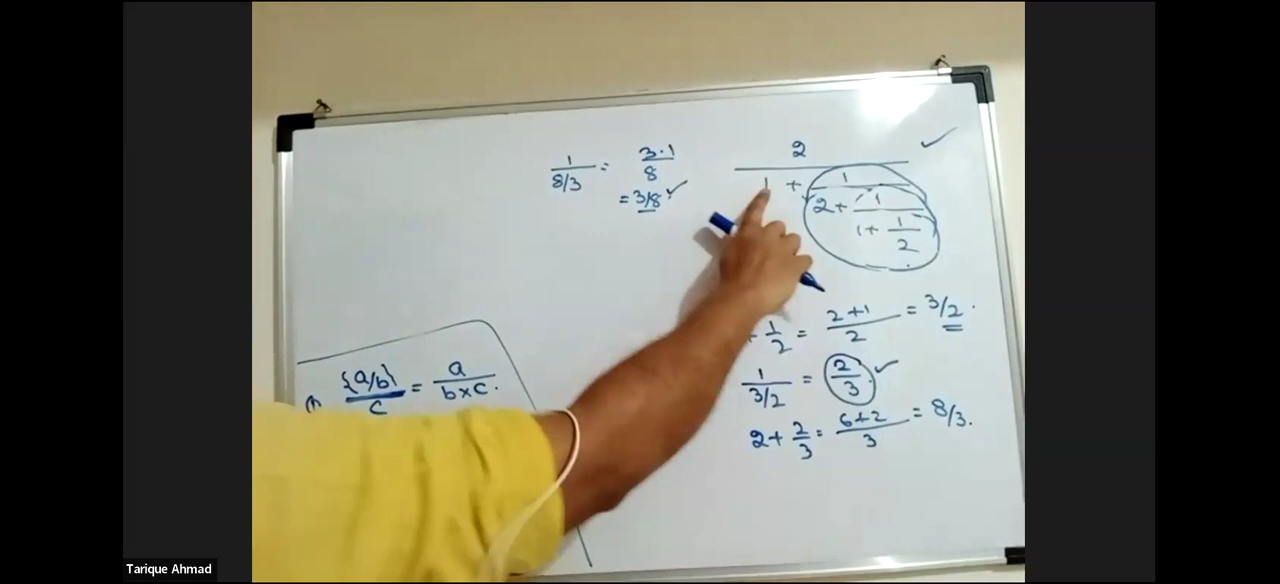 1/(8/3) = 3·1/8
= 3/8 ✓
2/(1 + 1/(2 + 1/(1 + 1/2))) ✓
+ 1/2 = (2+1)/2 = 3/2.
1/(3/2) = 2/3. ✓
2 + 2/3 = (6+2)/3 = 8/3.
{a/b}/c = a/(b×c).
Tarique Ahmad